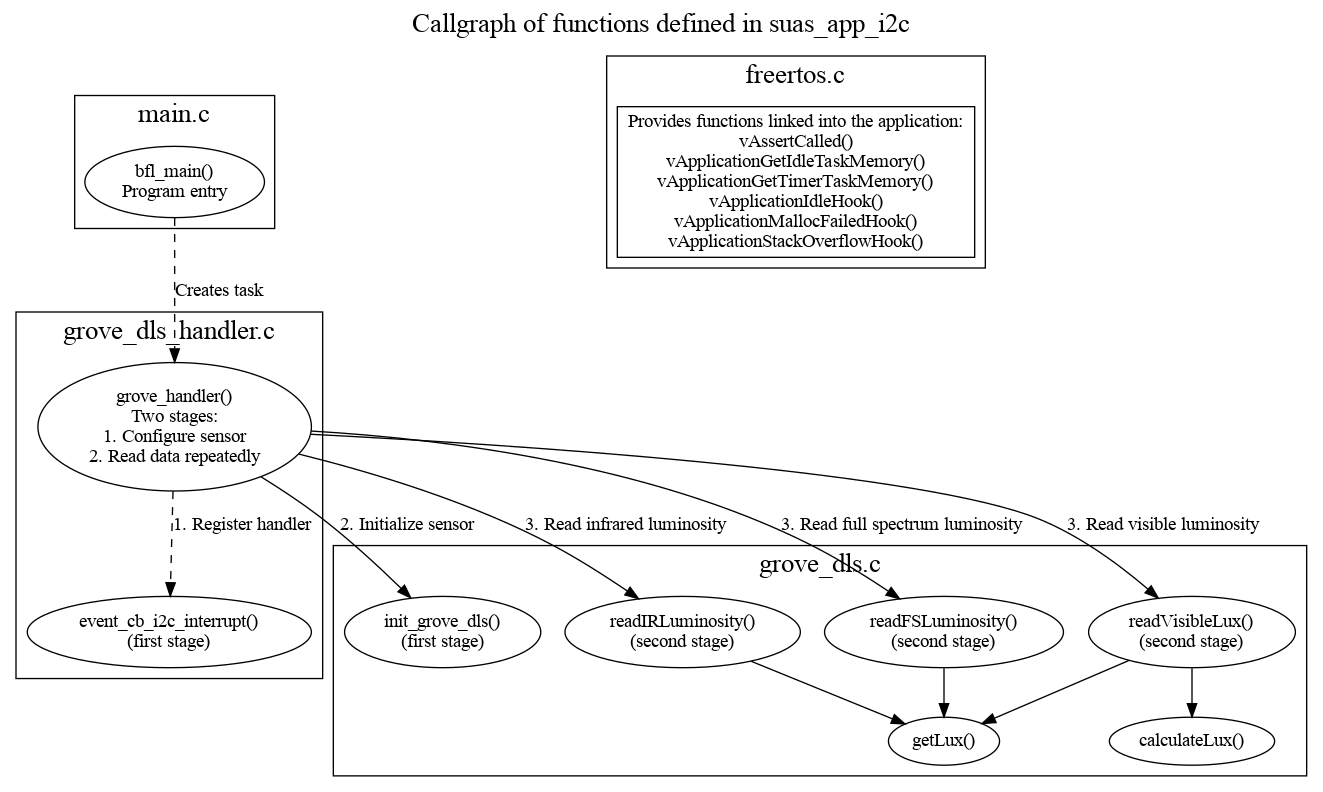 Callgraph of functions defined in suas_app_i2c
freertos.c
Provides functions linked into the application:
vAssertCalled()
vApplicationGetIdleTaskMemory()
vApplicationGetTimerTaskMemory()
vApplicationIdleHook()
vApplicationMallocFailedHook()
vApplicationStackOverflowHook()
main.c
bfl_main()
Program entry
Creates task
grove_dls_handler.c
grove_handler()
Two stages:
1. Configure sensor
2. Read data repeatedly
1. Register handler
2. Initialize sensor
3. Read infrared luminosity
3. Read full spectrum luminosity
3. Read visible luminosity
event_cb_i2c_interrupt()
(first stage)
grove_dls.c
init_grove_dls()
(first stage)
readIRLuminosity()
(second stage)
readFSLuminosity()
(second stage)
readVisibleLux()
(second stage)
getLux()
calculateLux()